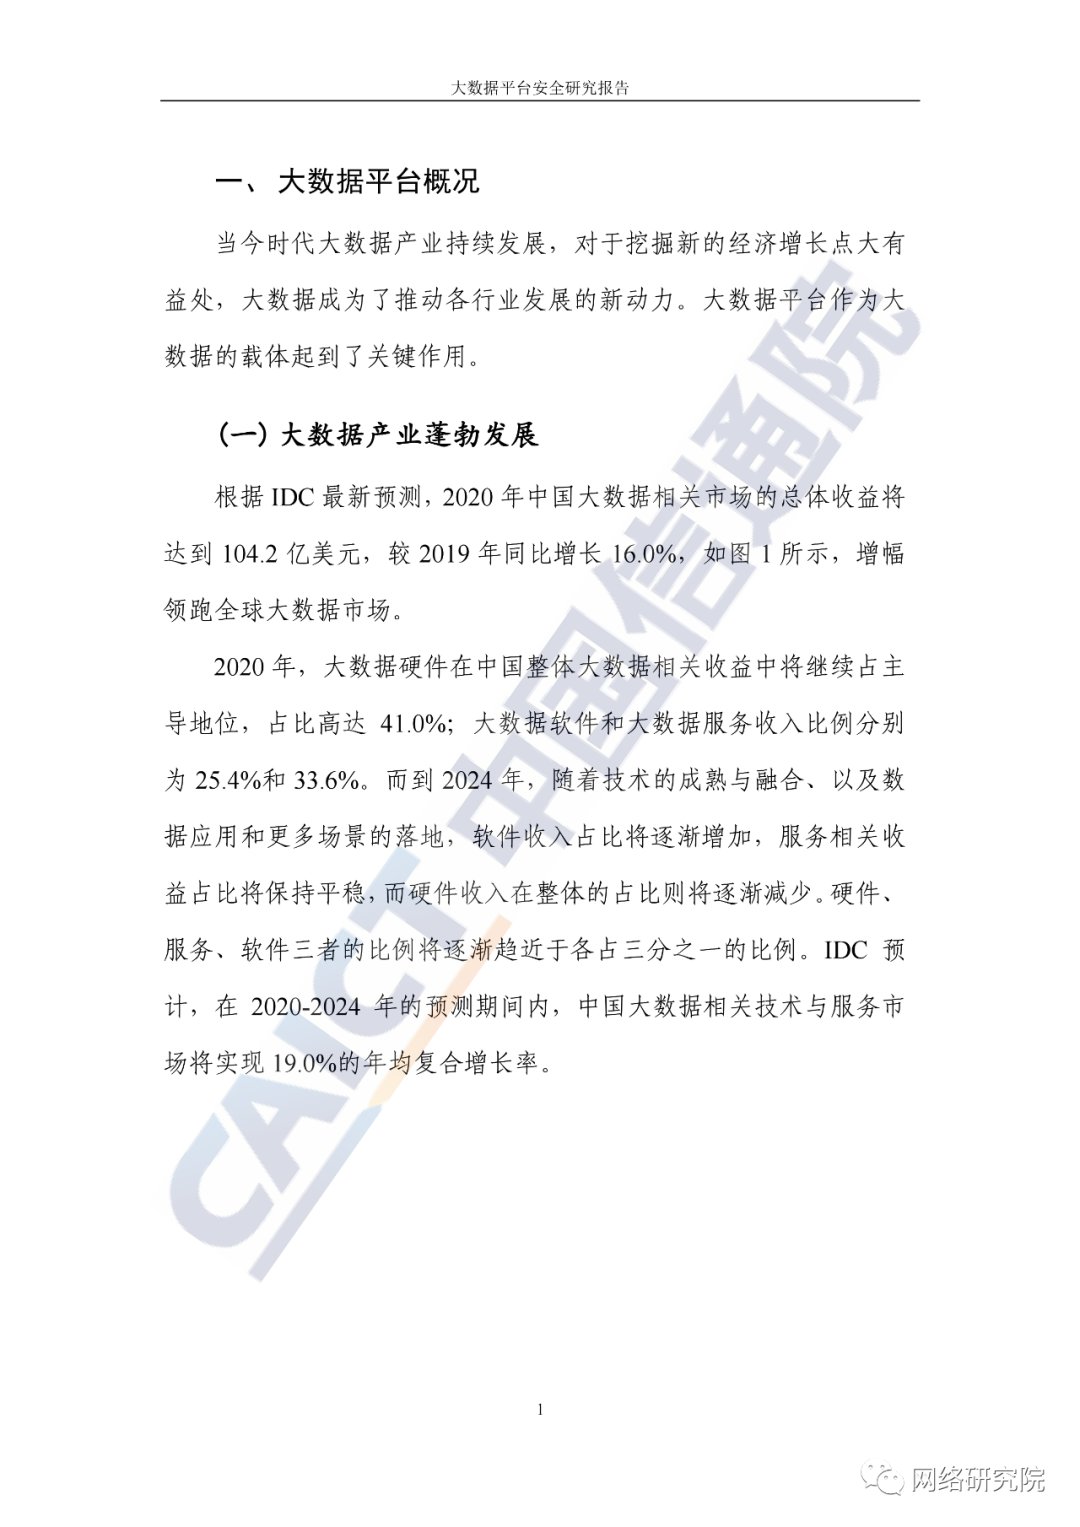 大数据平台安全研究报告
一、 大数据平台概况
当今时代大数据产业持续发展，对于挖掘新的经济增长点大有
益处，大数据成为了推动各行业发展的新动力。大数据平台作为大
数据的载体起到了关键作用。
(一) 大数据产业蓬勃发展
根据 IDC 最新预测，2020 年中国大数据相关市场的总体收益将
达到 104.2 亿美元，较 2019 年同比增长 16.0%，如图 1 所示，增幅
领跑全球大数据市场。
2020 年，大数据硬件在中国整体大数据相关收益中将继续占主
导地位，占比高达 41.0%；大数据软件和大数据服务收入比例分别
为 25.4%和 33.6%。而到 2024 年，随着技术的成熟与融合、以及数
据应用和更多场景的落地，软件收入占比将逐渐增加，服务相关收
益占比将保持平稳，而硬件收入在整体的占比则将逐渐减少。硬件、
服务、软件三者的比例将逐渐趋近于各占三分之一的比例。IDC 预
计，在 2020-2024 年的预测期间内，中国大数据相关技术与服务市
场将实现 19.0%的年均复合增长率。
CAICT 中国信通院
1
网络研究院